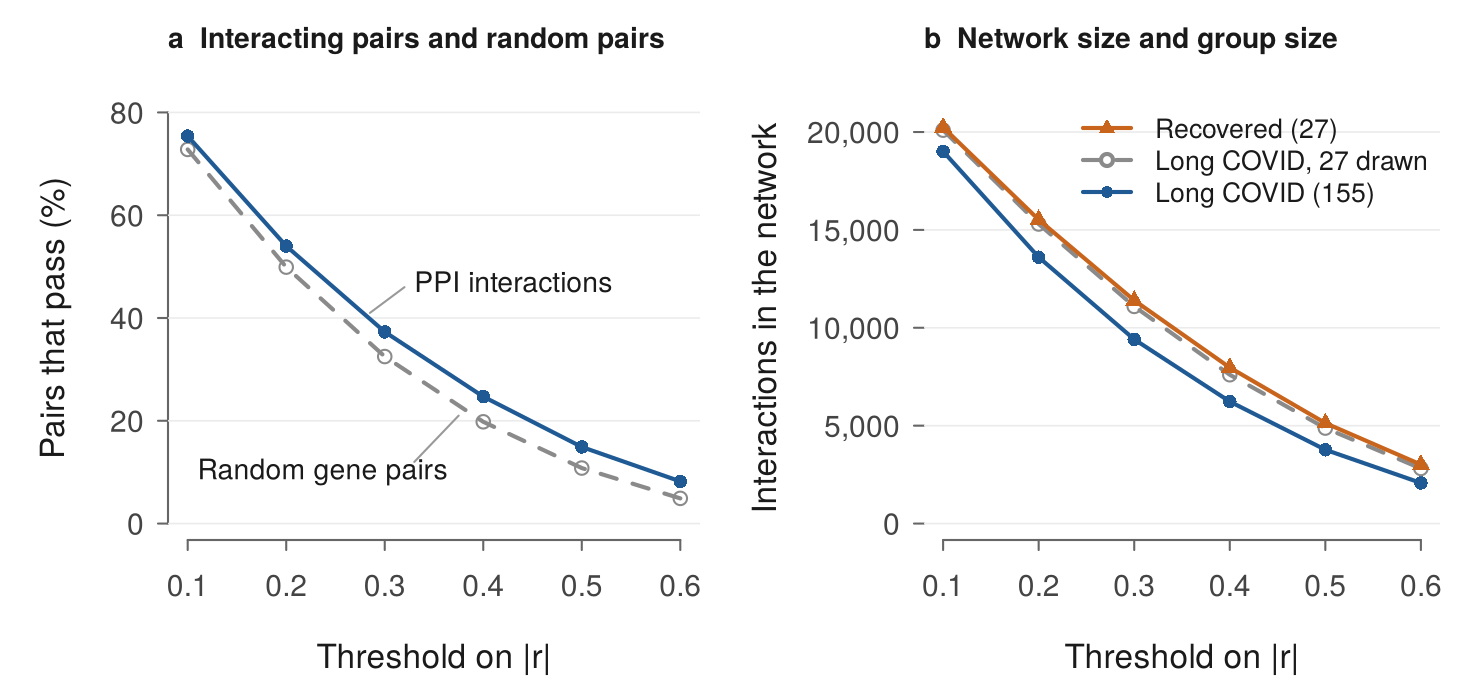 a Interacting pairs and random pairs
Pairs that pass (%)
80
60
40
20
0
PPI interactions
Random gene pairs
0.1 0.2 0.3 0.4 0.5 0.6
Threshold on |r|
b Network size and group size
Interactions in the network
20,000
15,000
10,000
5,000
0
Recovered (27)
Long COVID, 27 drawn
Long COVID (155)
0.1 0.2 0.3 0.4 0.5 0.6
Threshold on |r|